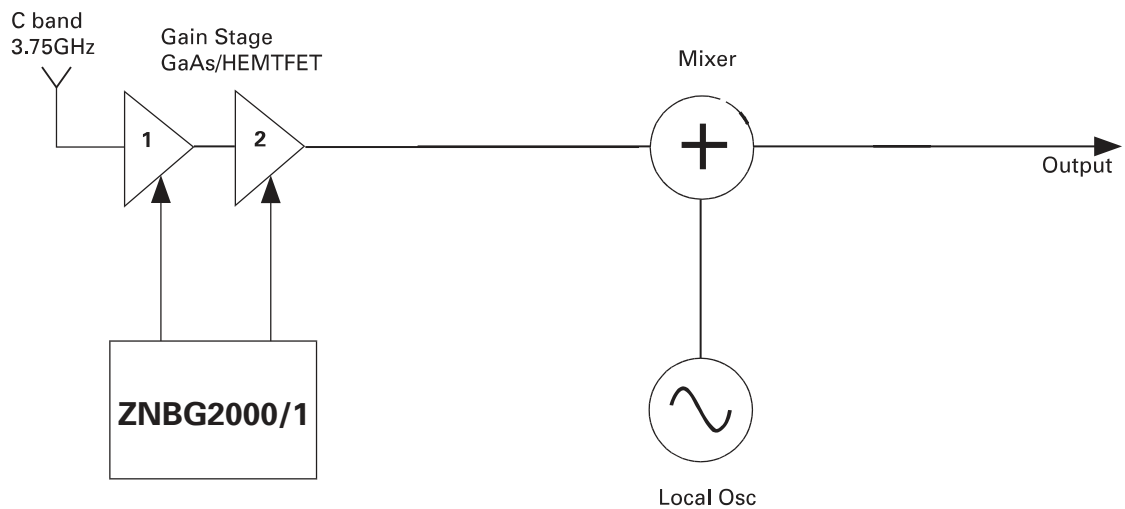 C band
3.75GHz
Gain Stage
GaAs/HEMTFET
Mixer
1
2
Output
ZNBG2000/1
Local Osc